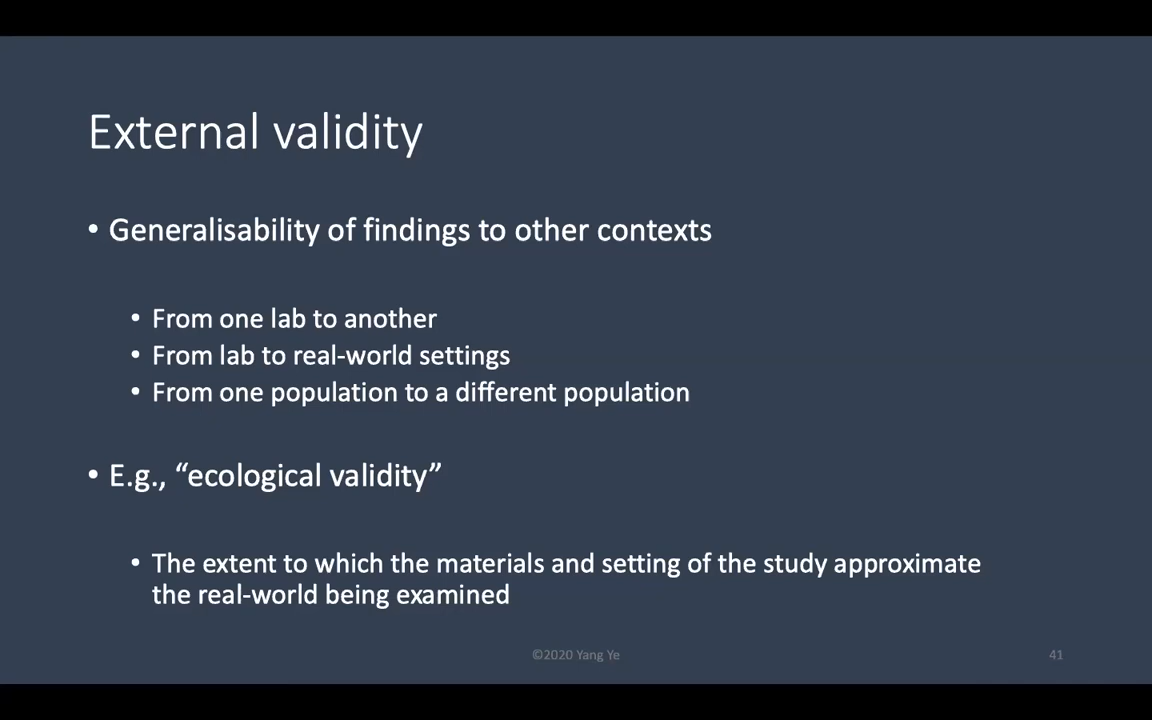 External validity
• Generalisability of findings to other contexts
• From one lab to another
• From lab to real-world settings
• From one population to a different population
• E.g., “ecological validity”
• The extent to which the materials and setting of the study approximate
the real-world being examined
©2020 Yang Ye
41